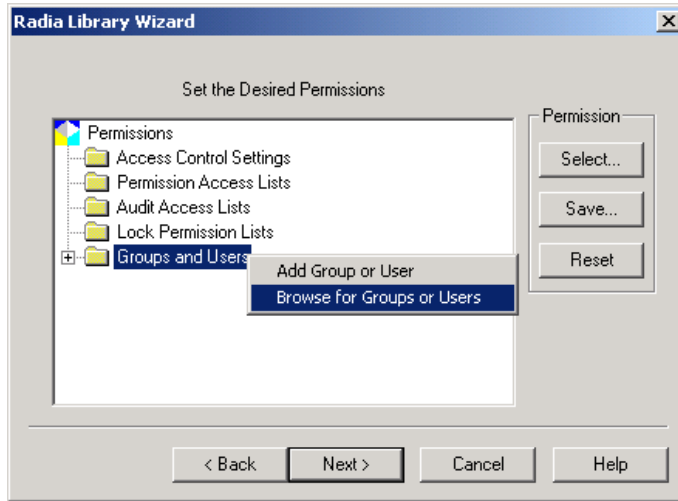 Radia Library Wizard
Set the Desired Permissions
Permissions
Access Control Settings
Permission Access Lists
Audit Access Lists
Lock Permission Lists
Groups and Users
Add Group or User
Browse for Groups or Users
Permission
Select...
Save...
Reset
< Back
Next >
Cancel
Help